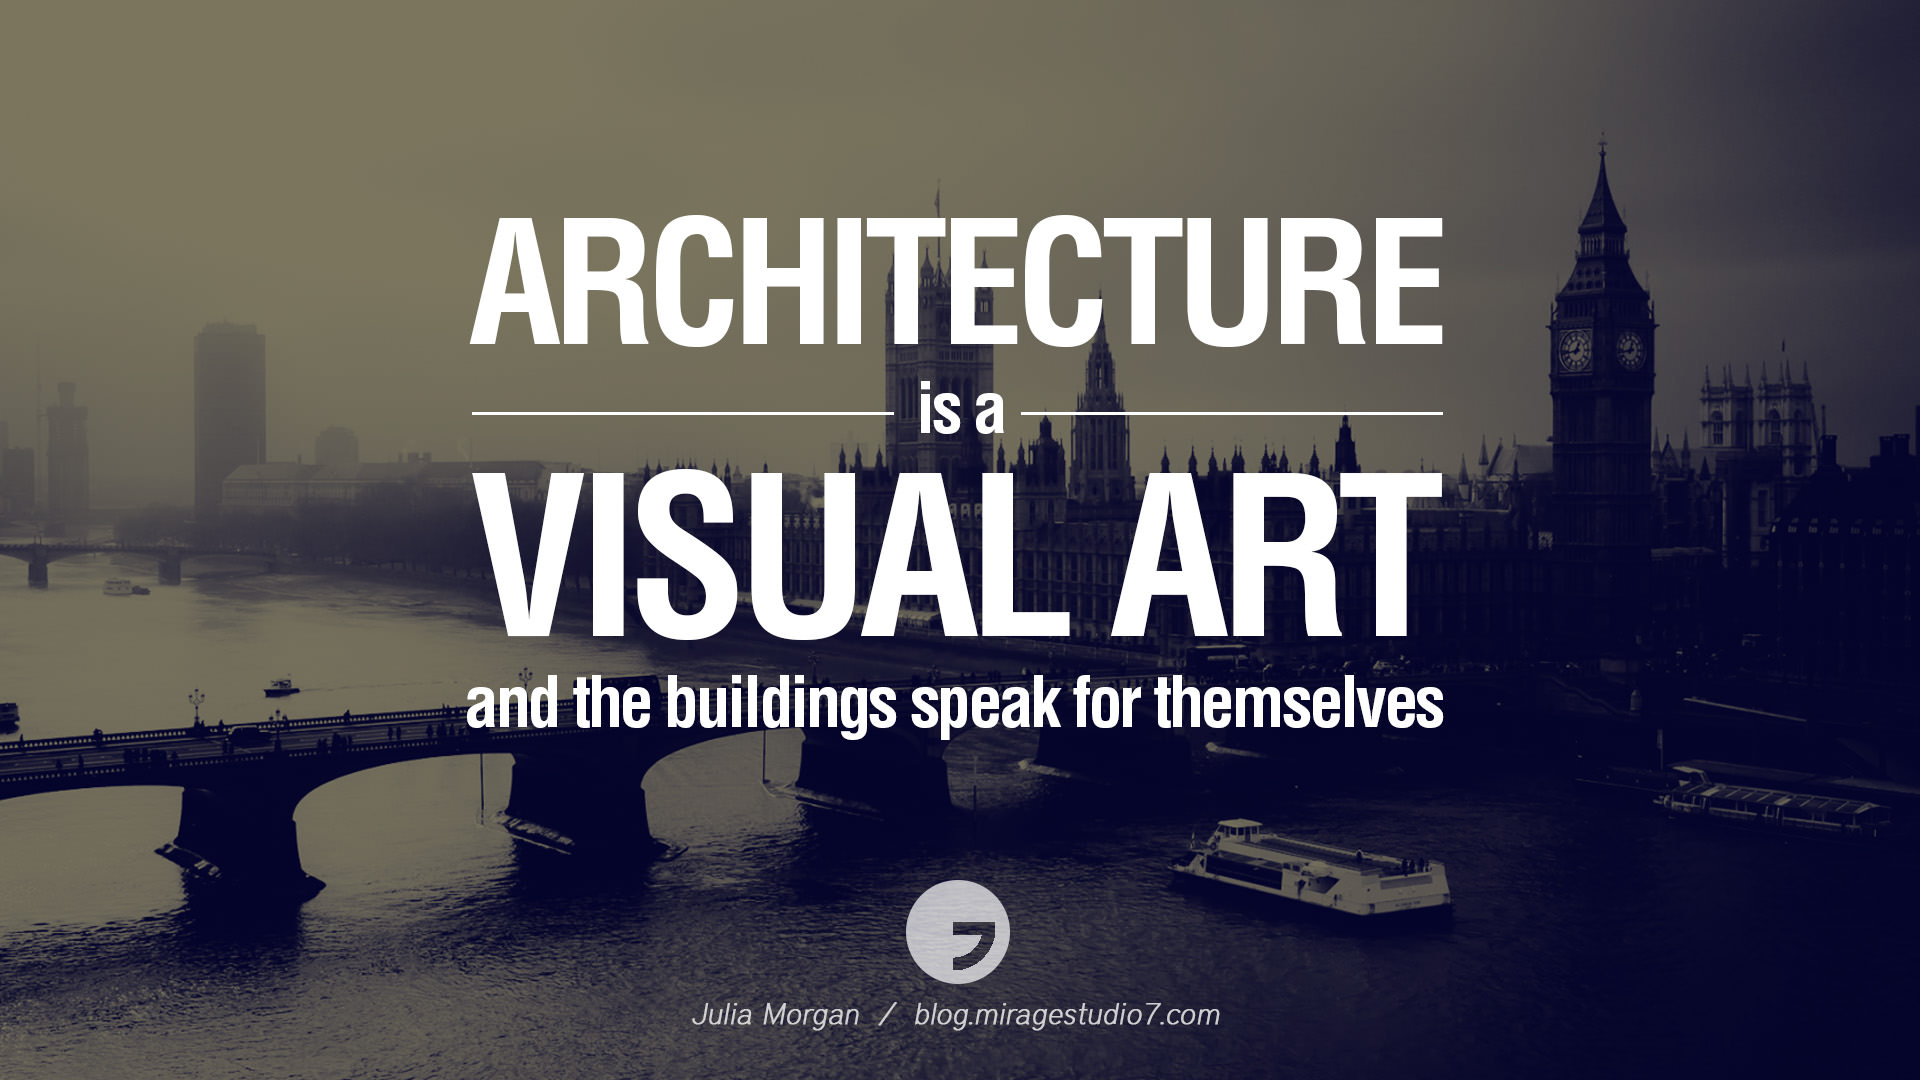 ARCHITECTURE
is a
VISUAL ART
and the buildings speak for themselves
Julia Morgan / blog.miragestudio7.com